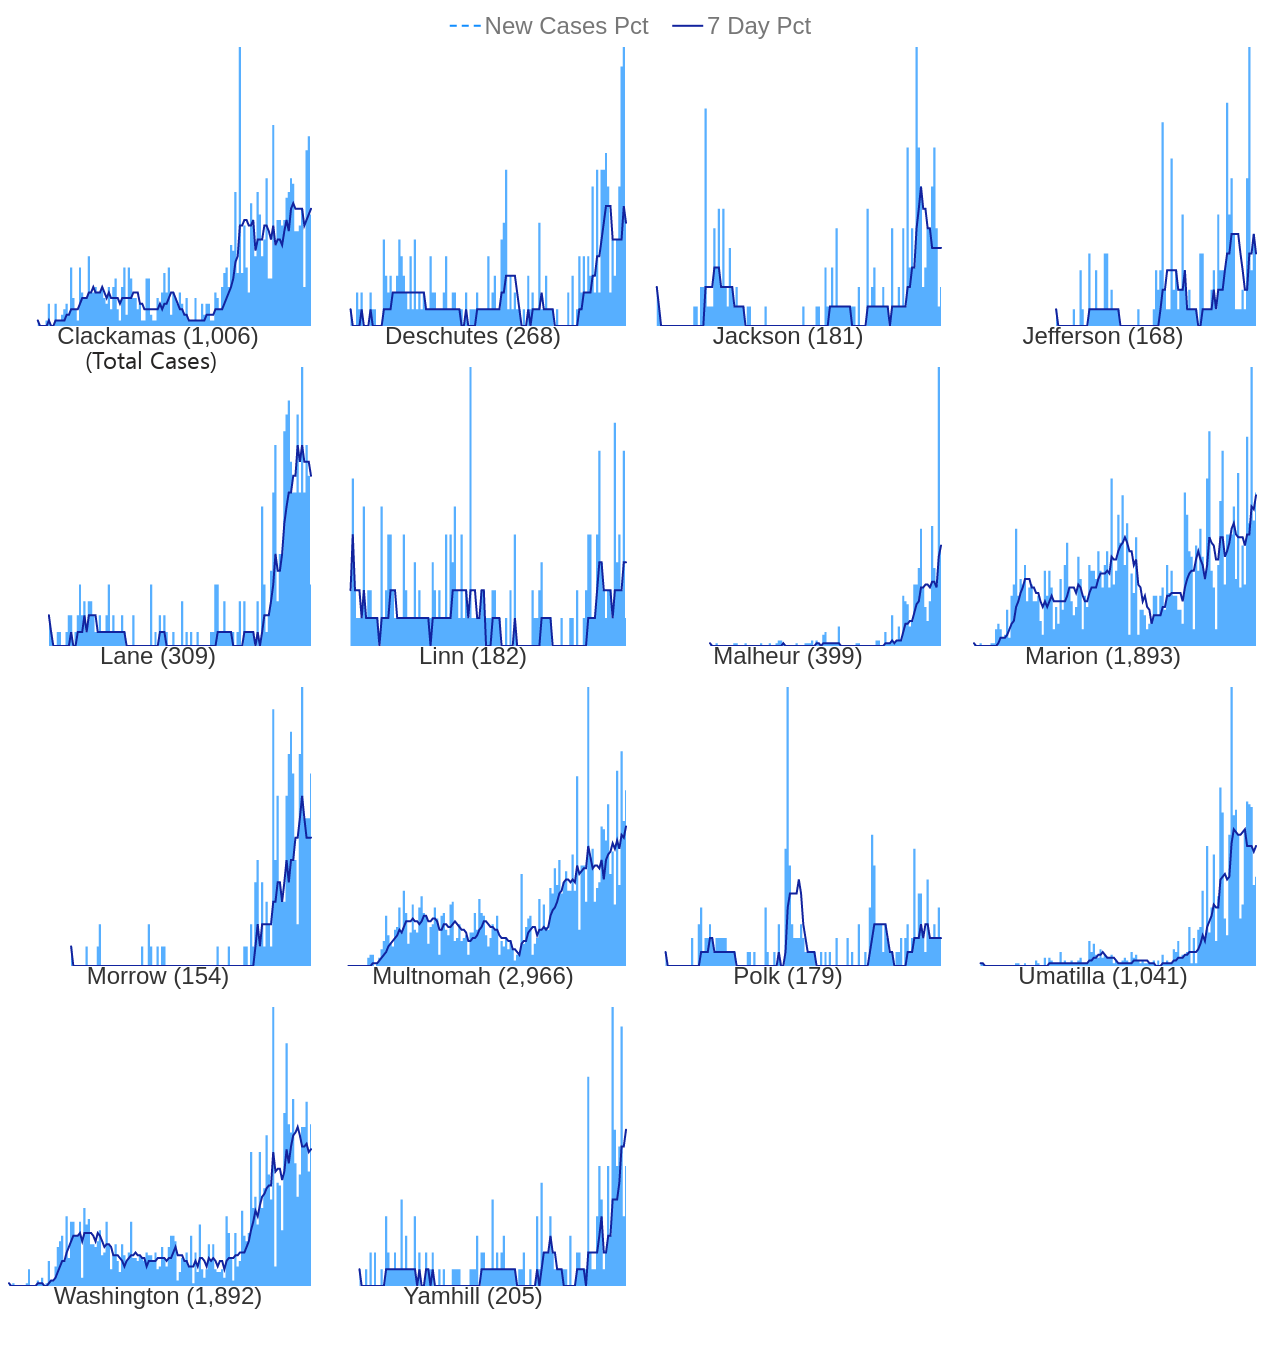 New Cases Pct 7 Day Pct
Clackamas (1,006) Deschutes (268) Jackson (181) Jefferson (168)
(Total Cases)
Lane (309) Linn (182) Malheur (399) Marion (1,893)
Morrow (154) Multnomah (2,966) Polk (179) Umatilla (1,041)
Washington (1,892) Yamhill (205)